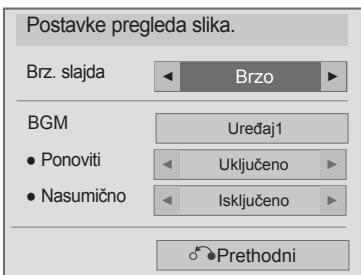 Postavke pregleda slika.
Brz. slajda ◄ Brzo ►
BGM Uređaj1
● Ponoviti ◄ Uključeno ►
● Nasumično ◄ Isključeno ►
Prethodni